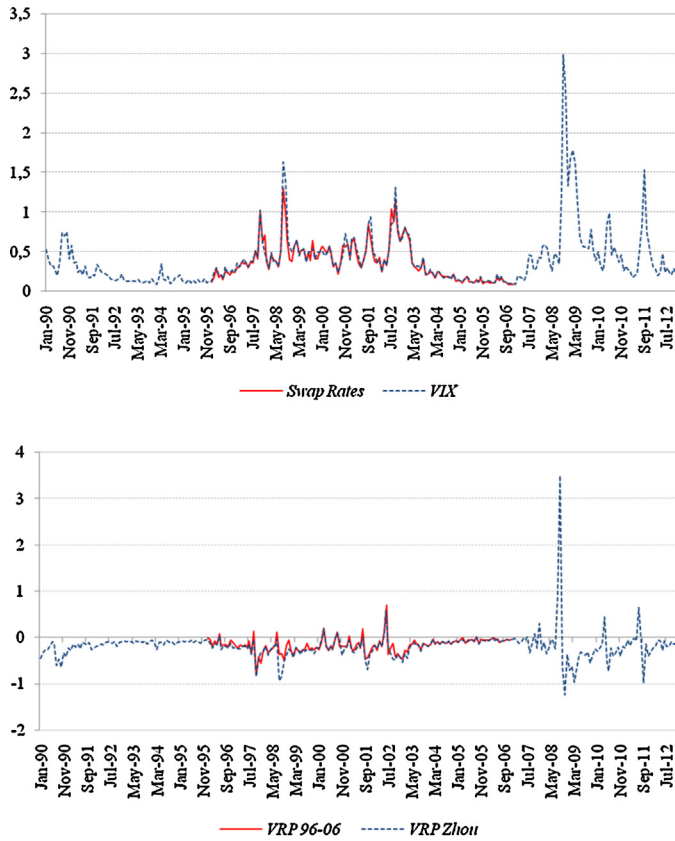 3,5
3
2,5
2
1,5
1
0,5
0
Jan-90
Nov-90
Sep-91
Jul-92
May-93
Mar-94
Jan-95
Nov-95
Sep-96
Jul-97
May-98
Mar-99
Jan-00
Nov-00
Sep-01
Jul-02
May-03
Mar-04
Jan-05
Nov-05
Sep-06
Jul-07
May-08
Mar-09
Jan-10
Nov-10
Sep-11
Jul-12
Swap Rates
VIX
4
3
2
1
0
-1
-2
Jan-90
Nov-90
Sep-91
Jul-92
May-93
Mar-94
Jan-95
Nov-95
Sep-96
Jul-97
May-98
Mar-99
Jan-00
Nov-00
Sep-01
Jul-02
May-03
Mar-04
Jan-05
Nov-05
Sep-06
Jul-07
May-08
Mar-09
Jan-10
Nov-10
Sep-11
Jul-12
VRP 96-06
VRP Zhou